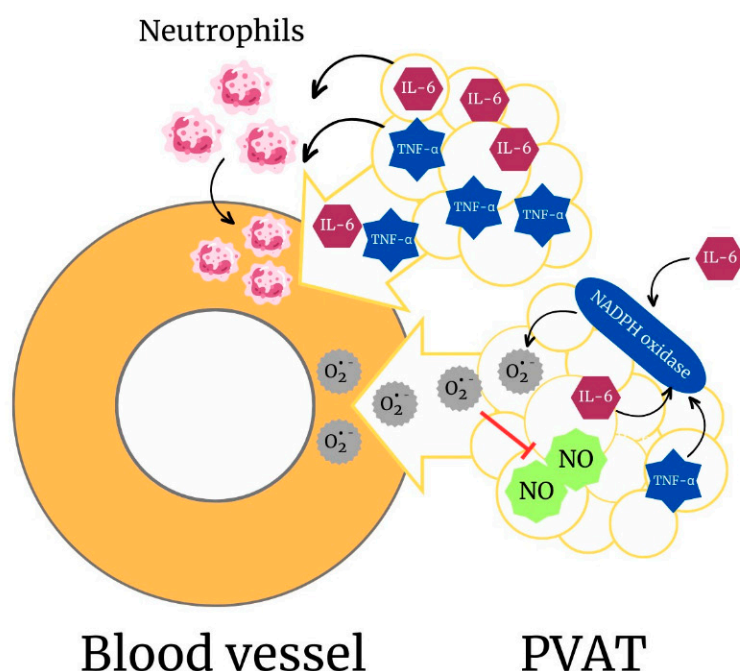 Neutrophils
IL-6
IL-6
TNF-α
IL-6
TNF-α
TNF-α
IL-6
TNF-α
IL-6
NADPH oxidase
O₂•-
O₂•-
O₂•-
O₂•-
O₂•-
IL-6
NO
NO
TNF-α
Blood vessel
PVAT